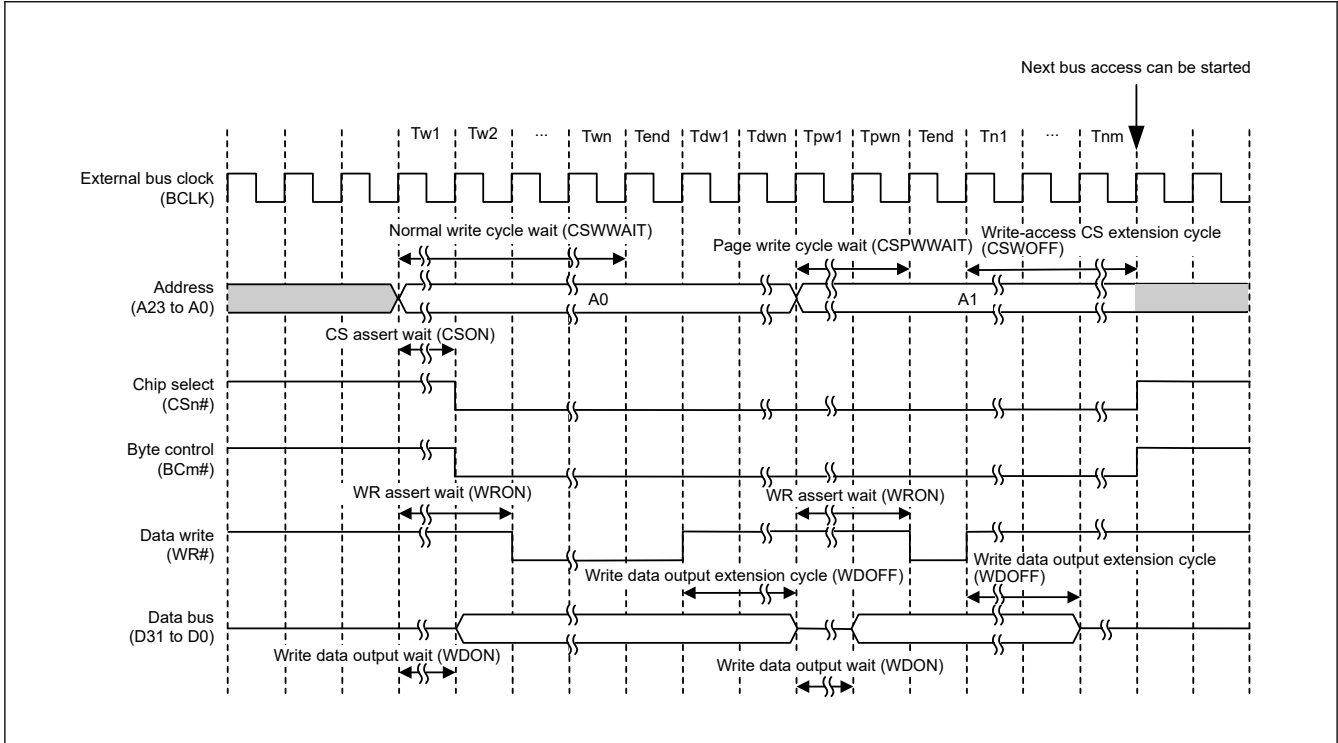 Next bus access can be started
Tw1 Tw2 ... Twn Tend Tdw1 Tdwn Tpw1 Tpwn Tend Tn1 ... Tnm
External bus clock
(BCLK)
Normal write cycle wait (CSWWAIT)
Page write cycle wait (CSPWWAIT)
Write-access CS extension cycle
(CSWOFF)
Address
(A23 to A0)
A0
A1
CS assert wait (CSON)
Chip select
(CSn#)
Byte control
(BCm#)
WR assert wait (WRON)
WR assert wait (WRON)
Data write
(WR#)
Write data output extension cycle (WDOFF)
Write data output extension cycle
(WDOFF)
Data bus
(D31 to D0)
Write data output wait (WDON)
Write data output wait (WDON)